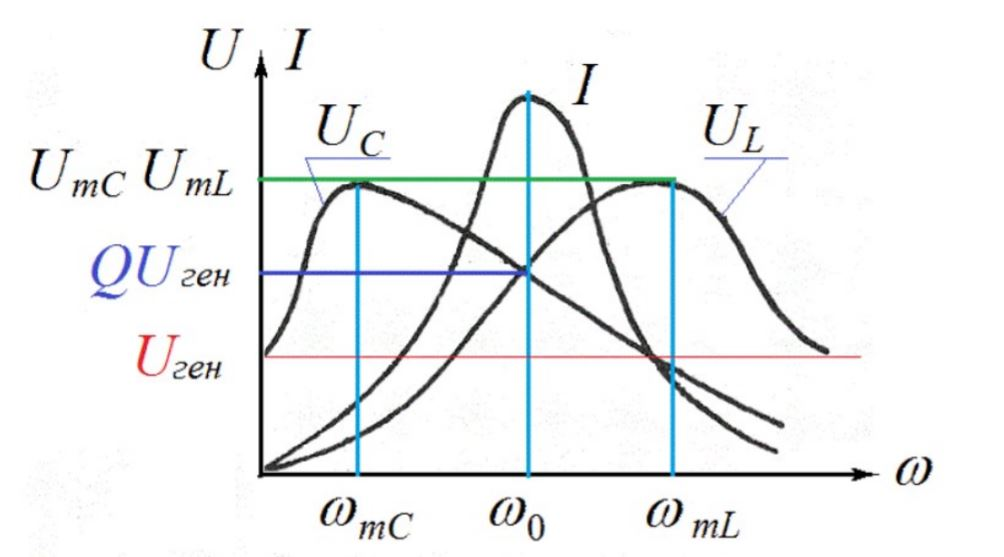 U I
I
U_C
U_L
U_mC U_mL
QU_ген
U_ген
ω
ω_mC ω_0 ω_mL